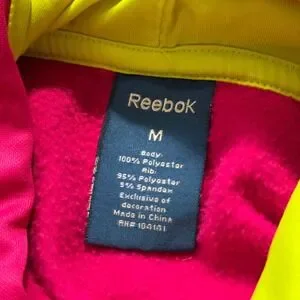 Reebok
M
Body:
100% Polyester
Rib:
95% Polyester
5% Spandex
Exclusive of
decoration
Made in China